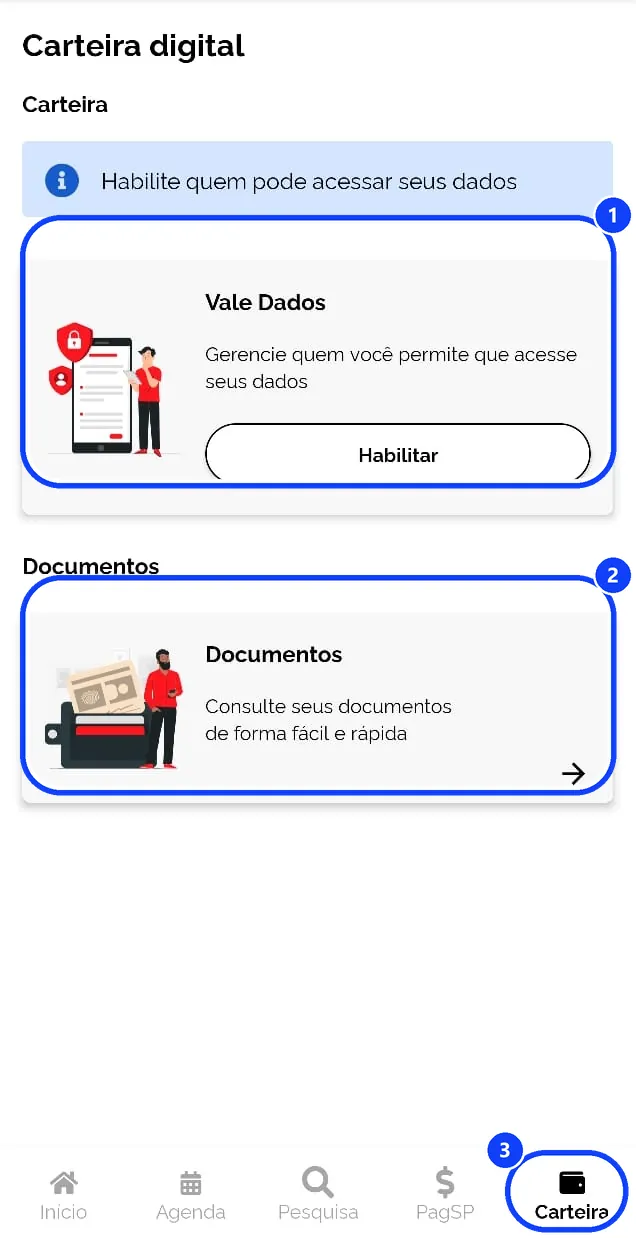 Carteira digital
Carteira
Habilite quem pode acessar seus dados
1
Vale Dados
Gerencie quem você permite que acesse
seus dados
Habilitar
Documentos
2
Documentos
Consulte seus documentos
de forma fácil e rápida
3
Início
Agenda
Pesquisa
PagSP
Carteira